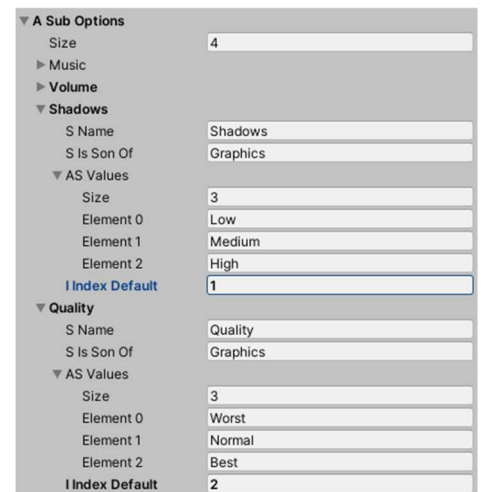 A Sub Options
Size 4
Music
Volume
Shadows
S Name Shadows
S Is Son Of Graphics
AS Values
Size 3
Element 0 Low
Element 1 Medium
Element 2 High
I Index Default 1
Quality
S Name Quality
S Is Son Of Graphics
AS Values
Size 3
Element 0 Worst
Element 1 Normal
Element 2 Best
I Index Default 2